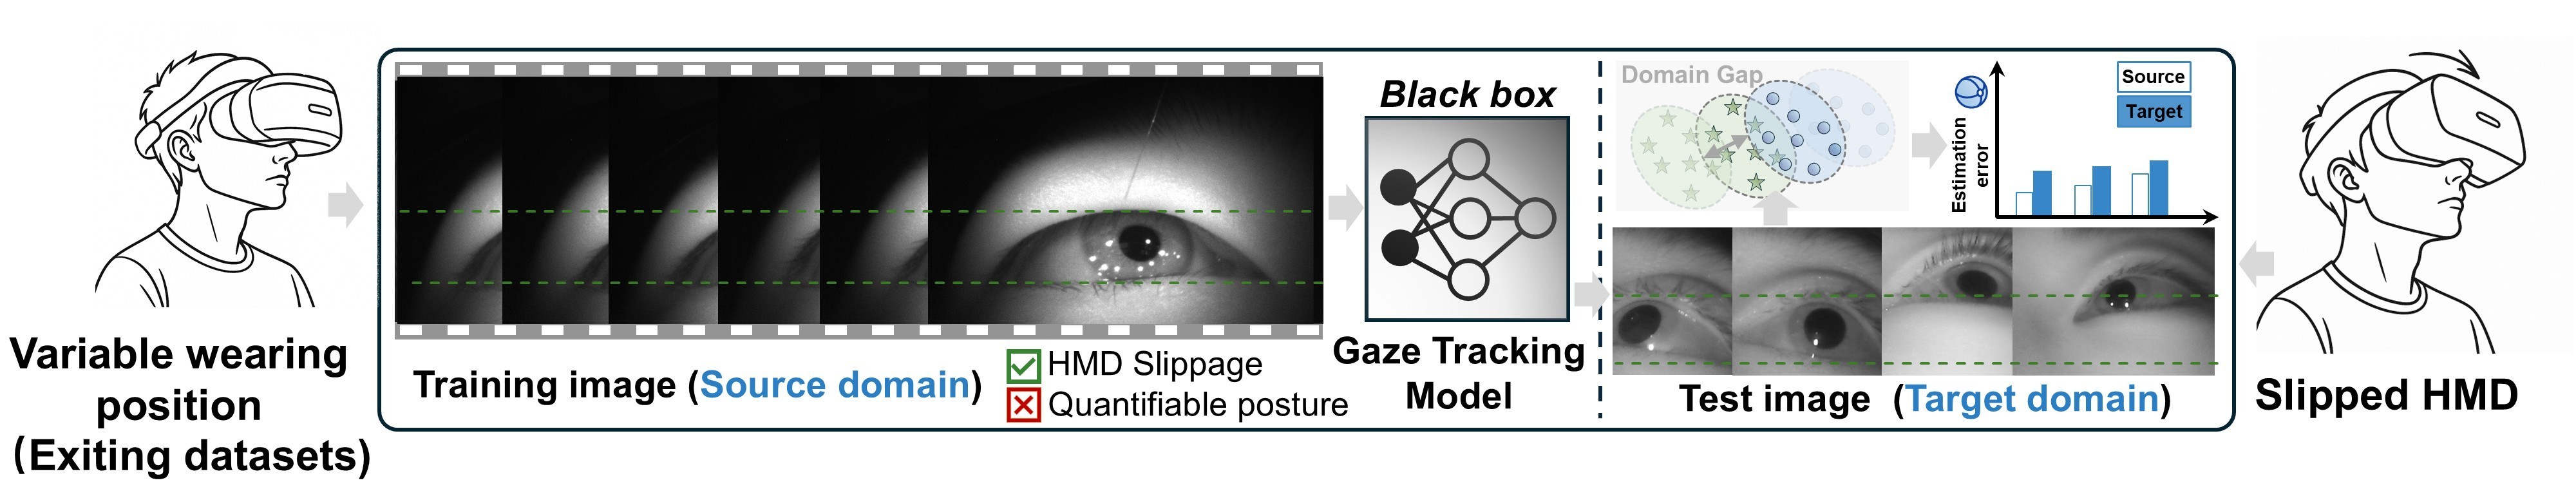 Variable wearing
position
(Exiting datasets)
Training image (Source domain)
HMD Slippage
Quantifiable posture
Black box
Gaze Tracking
Model
Domain Gap
Estimation
error
Source
Target
Test image (Target domain)
Slipped HMD